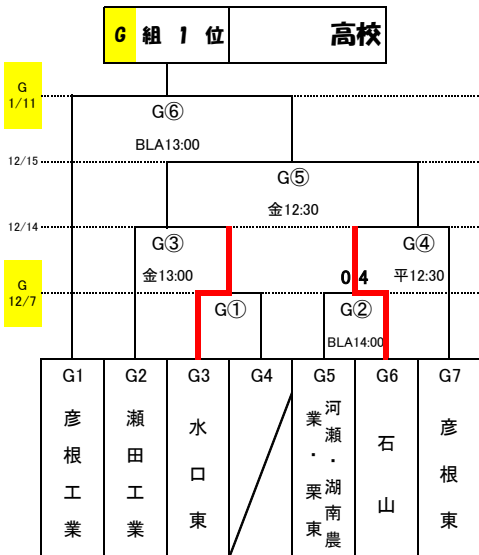 G 組 1 位 高校
G
1/11
G⑥
BLA13:00
12/15
G⑤
金12:30
12/14
G③
G④
金13:00
0 4
平12:30
G
12/7
G①
G②
BLA14:00
G1 G2 G3 G4 G5 G6 G7
彦根工業
瀬田工業
水口東
河瀬・湖南農
業・栗東
石山
彦根東